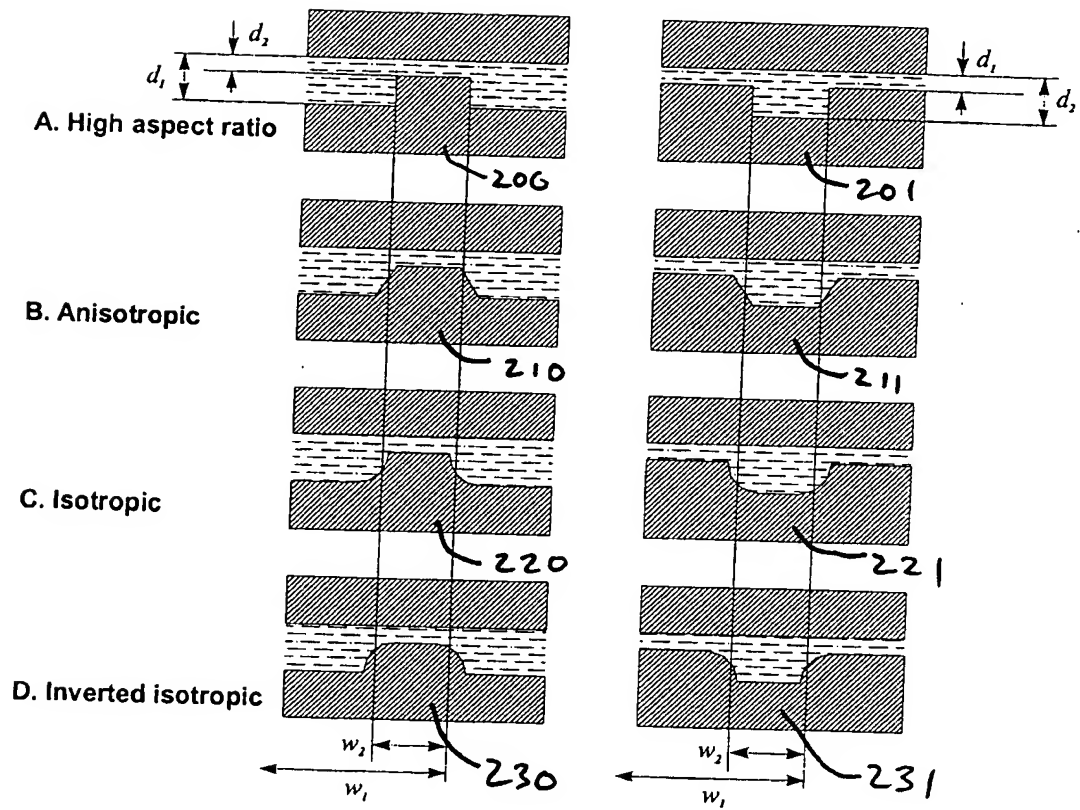 d₂
d₁
d₁
d₂
A. High aspect ratio
206
201
B. Anisotropic
210
211
C. Isotropic
220
221
D. Inverted isotropic
w₂
w₂
230
231
w₁
w₁